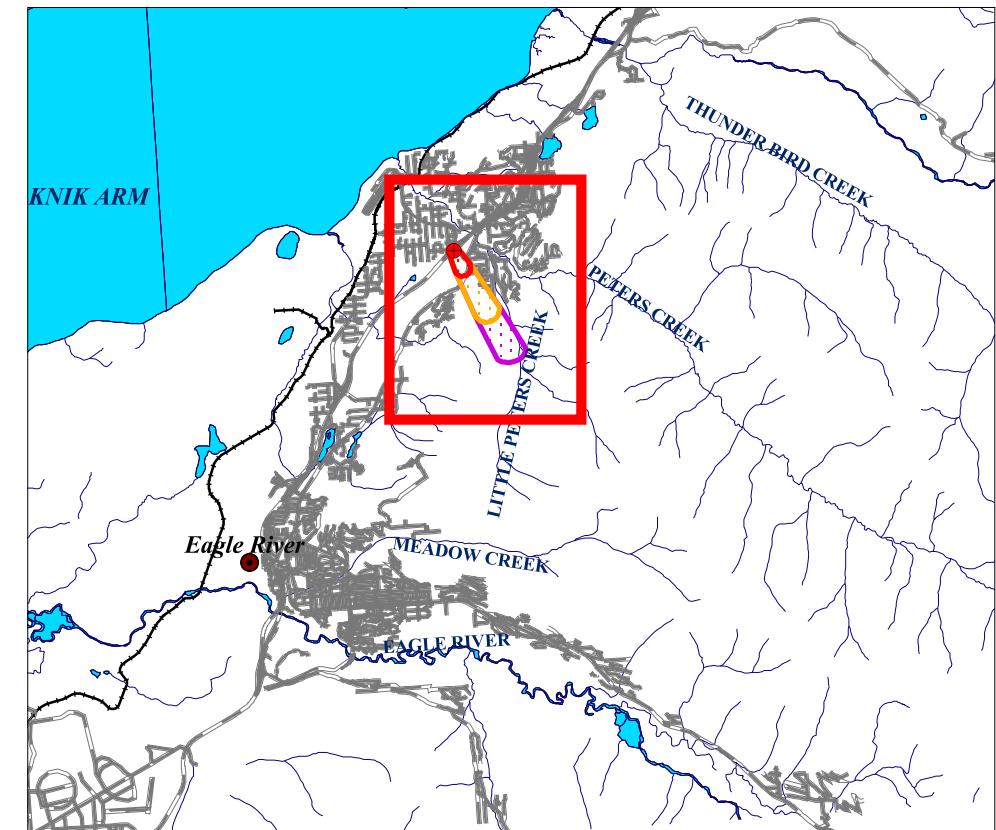 THUNDER BIRD CREEK
KNIK ARM
PETERS CREEK
LITTLE PETERS CREEK
Eagle River
MEADOW CREEK
EAGLE RIVER